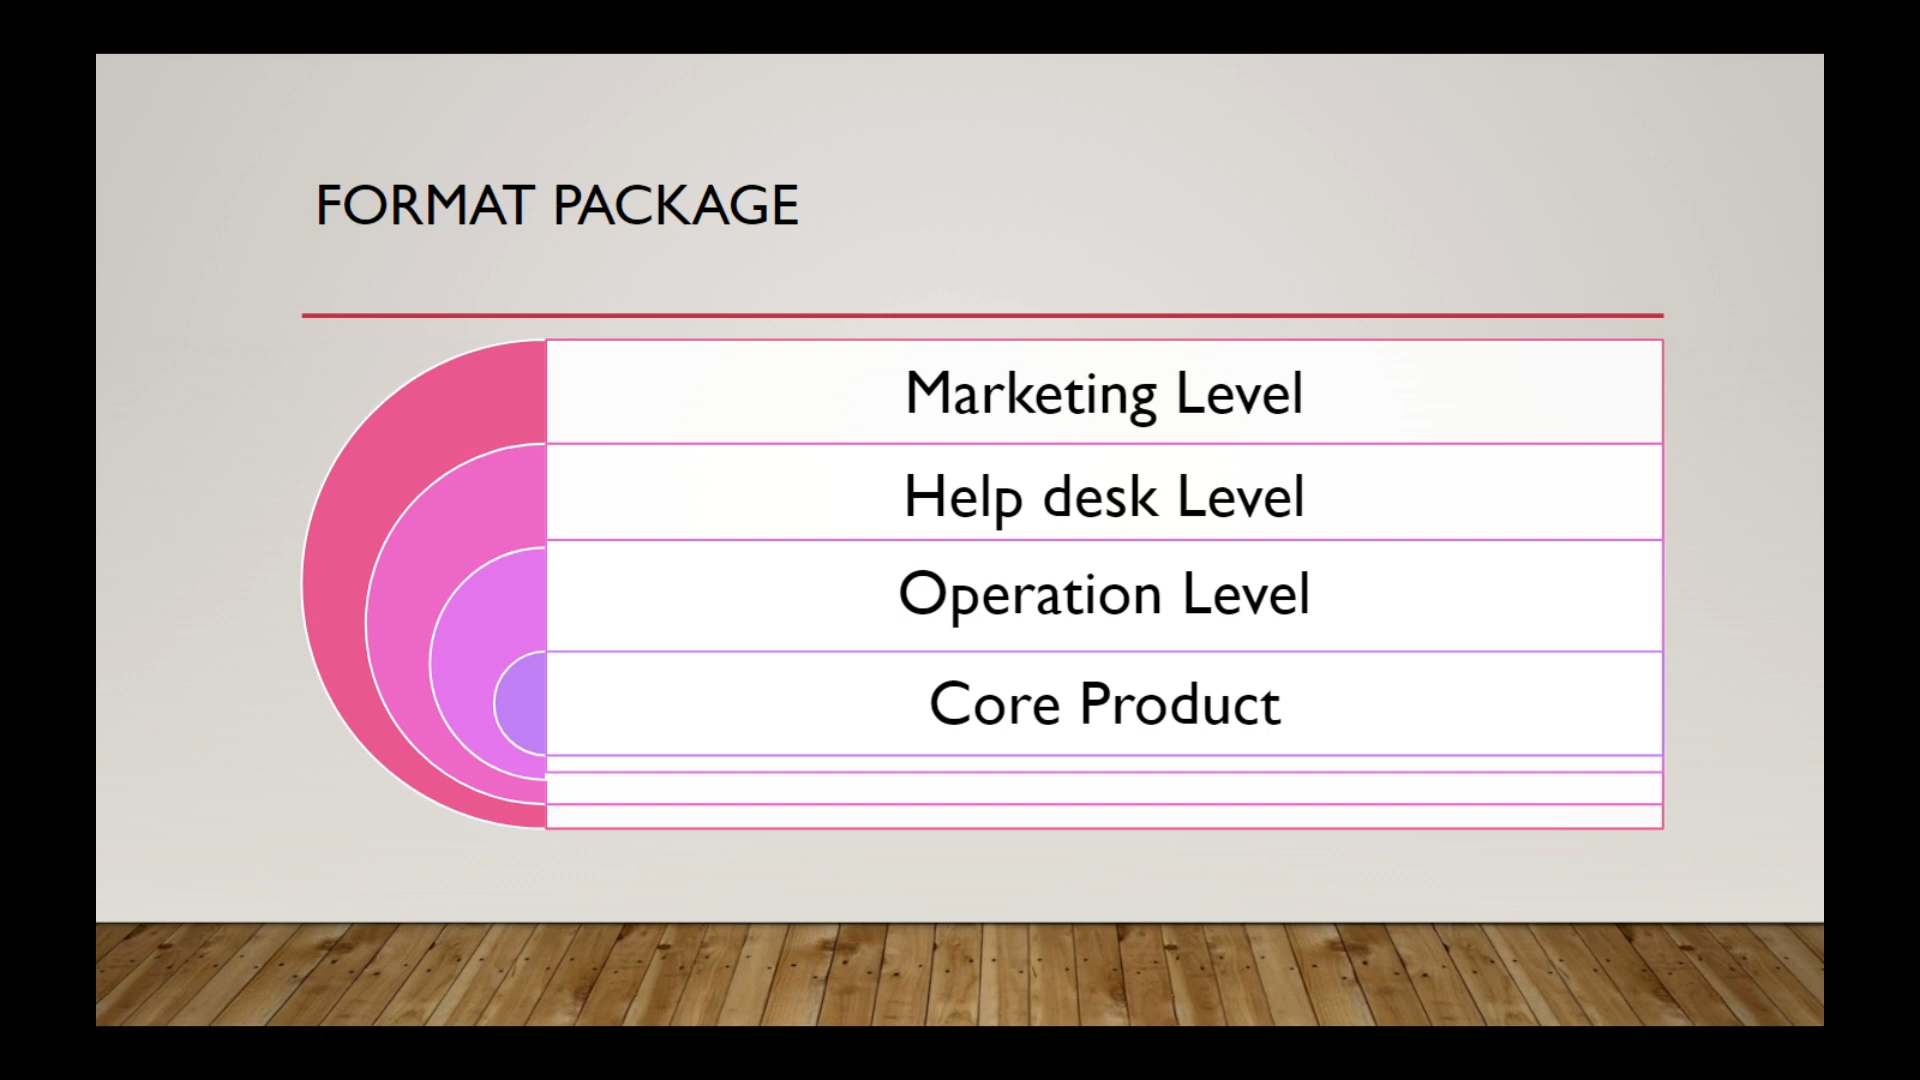 FORMAT PACKAGE
Marketing Level
Help desk Level
Operation Level
Core Product